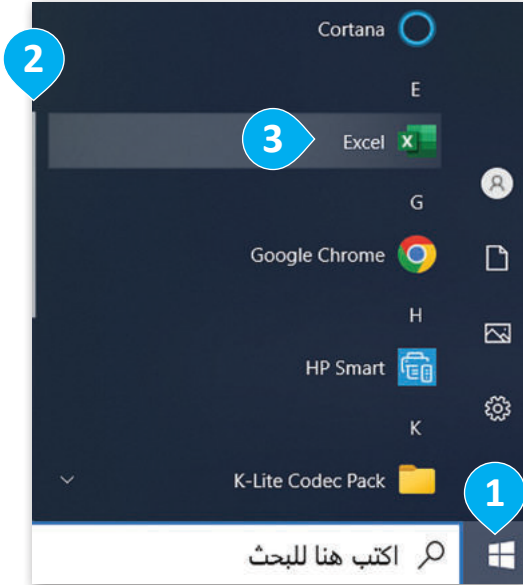 Cortana
2
E
3
Excel
G
Google Chrome
H
HP Smart
K
K-Lite Codec Pack
1
اكتب هنا للبحث